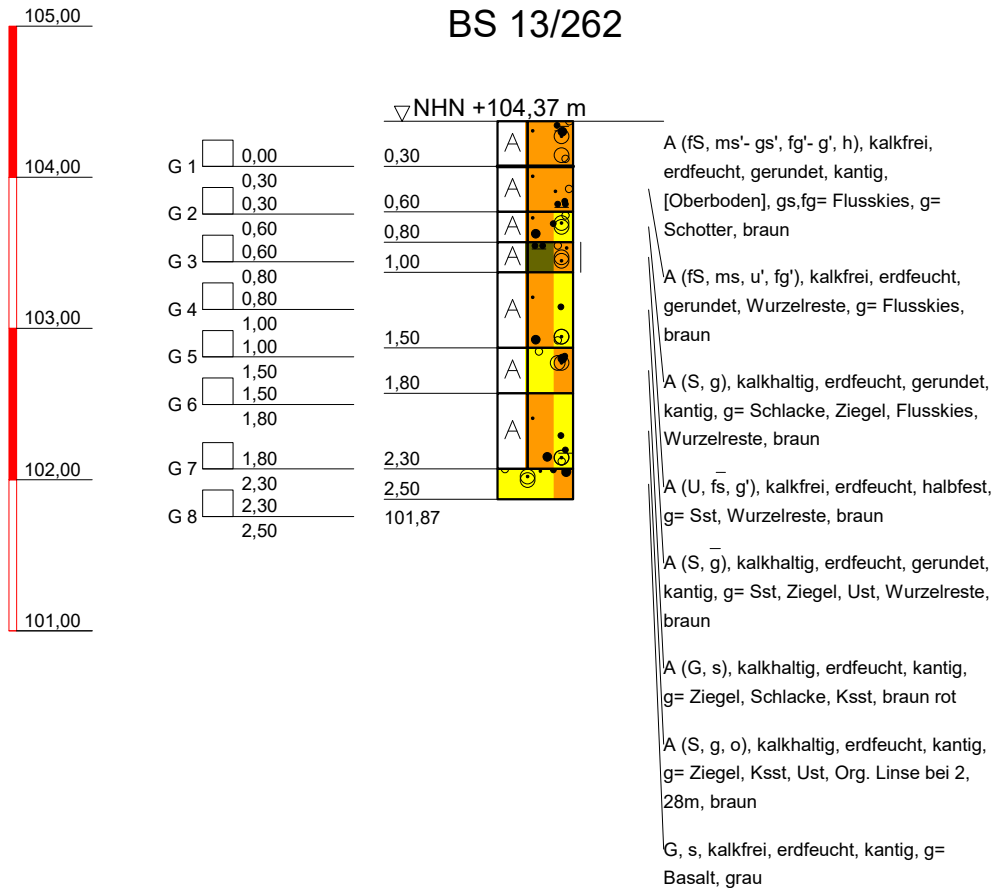 BS 13/262
105,00
104,00
103,00
102,00
101,00
NHN +104,37 m
G 1
0,00
0,30
G 2
0,30
0,60
G 3
0,60
0,80
G 4
0,80
1,00
G 5
1,00
1,50
G 6
1,50
1,80
G 7
1,80
2,30
G 8
2,30
2,50
0,30
0,60
0,80
1,00
1,50
1,80
2,30
2,50
101,87
A
A
A
A
A
A
A
A (fS, ms'- gs', fg'- g', h), kalkfrei,
erdfeucht, gerundet, kantig,
[Oberboden], gs,fg= Flusskies, g=
Schotter, braun
A (fS, ms, u', fg'), kalkfrei, erdfeucht,
gerundet, Wurzelreste, g= Flusskies,
braun
A (S, g), kalkhaltig, erdfeucht, gerundet,
kantig, g= Schlacke, Ziegel, Flusskies,
Wurzelreste, braun
A (U, f̅s̅, g'), kalkfrei, erdfeucht, halbfest,
g= Sst, Wurzelreste, braun
A (S, g̅), kalkhaltig, erdfeucht, gerundet,
kantig, g= Sst, Ziegel, Ust, Wurzelreste,
braun
A (G, s), kalkhaltig, erdfeucht, kantig,
g= Ziegel, Schlacke, Ksst, braun rot
A (S, g, o), kalkhaltig, erdfeucht, kantig,
g= Ziegel, Ksst, Ust, Org. Linse bei 2,
28m, braun
G, s, kalkfrei, erdfeucht, kantig, g=
Basalt, grau